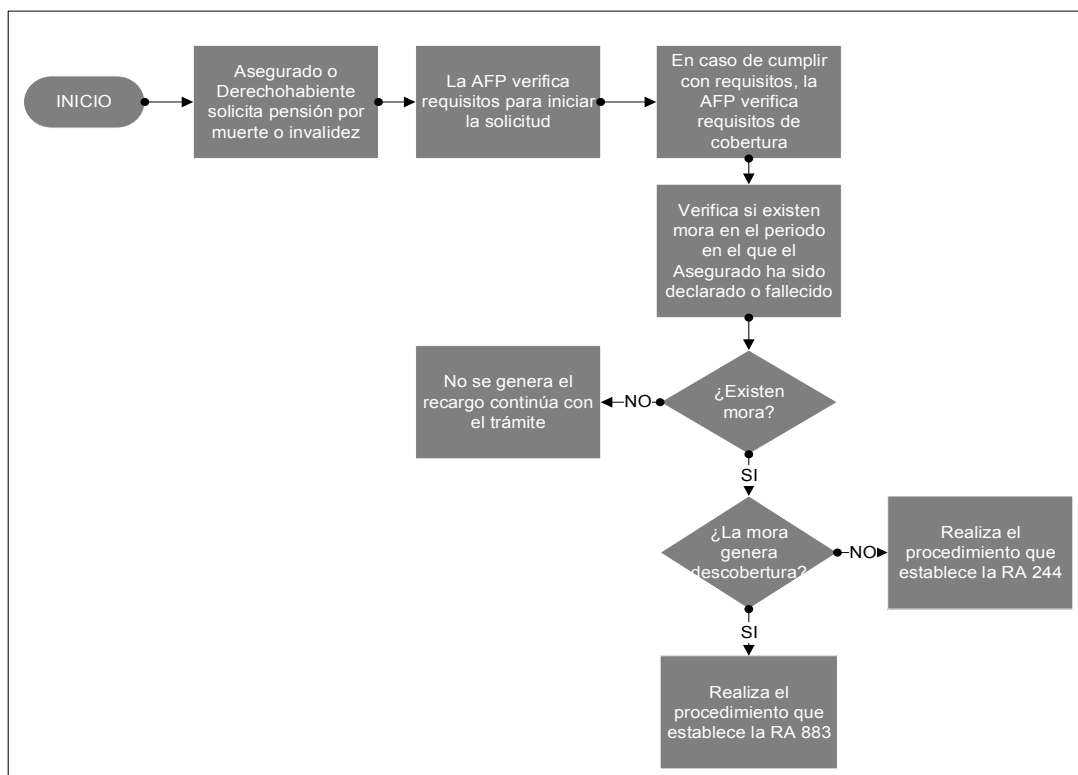 INICIO
Asegurado o
Derechohabiente
solicita pensión por
muerte o invalidez
La AFP verifica
requisitos para iniciar
la solicitud
En caso de cumplir
con requisitos, la
AFP verifica
requisitos de
cobertura
Verifica si existen
mora en el periodo
en el que el
Asegurado ha sido
declarado o fallecido
¿Existen
mora?
NO
No se genera el
recargo continúa con
el trámite
SI
¿La mora
genera
descobertura?
NO
Realiza el
procedimiento que
establece la RA 244
SI
Realiza el
procedimiento que
establece la RA 883